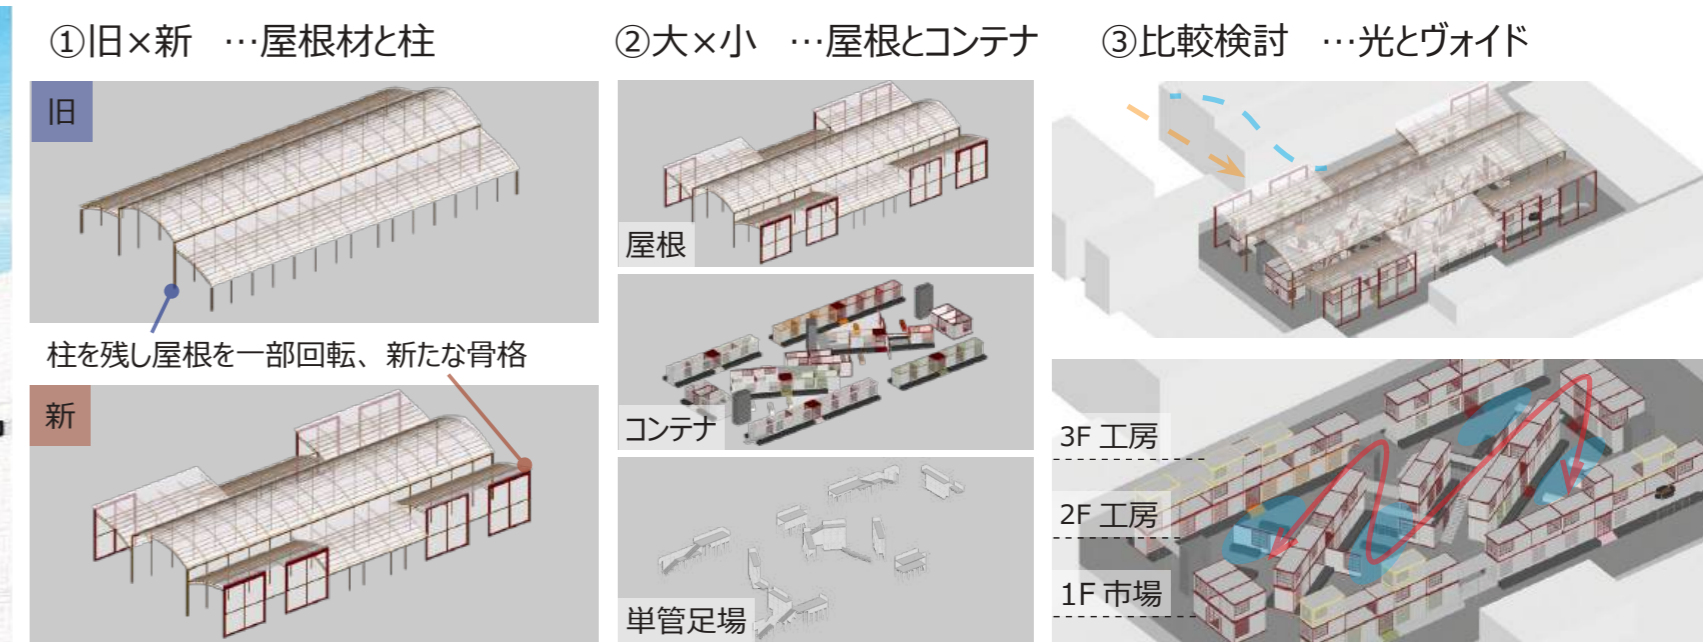 ①旧×新 …屋根材と柱
旧
柱を残し屋根を一部回転、新たな骨格
新
②大×小 …屋根とコンテナ
屋根
コンテナ
単管足場
③比較検討 …光とヴォイド
3F 工房
2F 工房
1F 市場